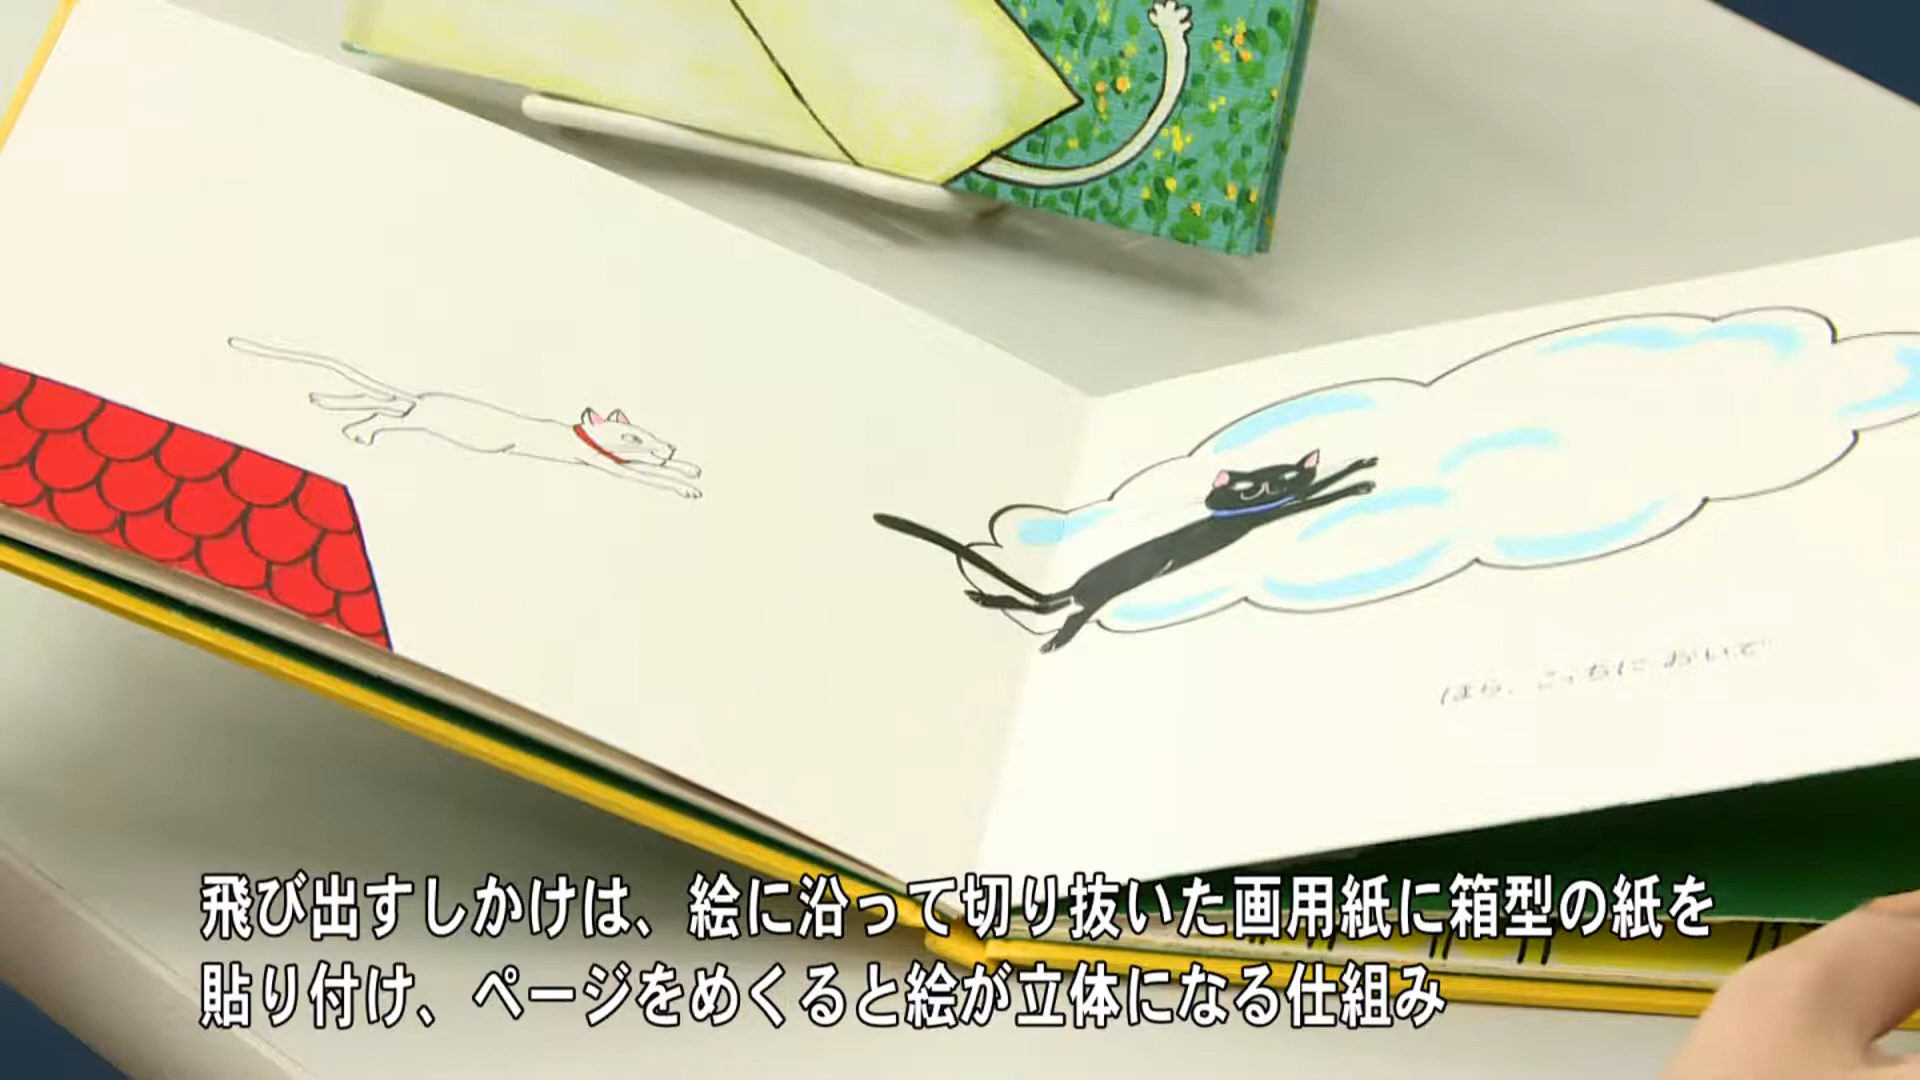 ほら、こっちに おいで
飛び出すしかけは、絵に沿って切り抜いた画用紙に箱型の紙を
貼り付け、ページをめくると絵が立体になる仕組み